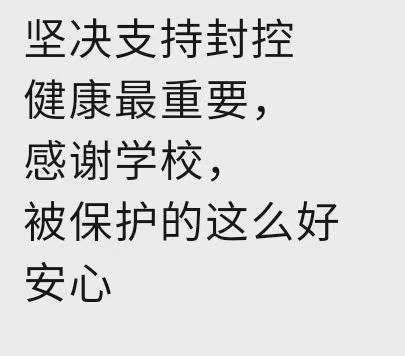 坚决支持封控
健康最重要，
感谢学校，
被保护的这么好
安心